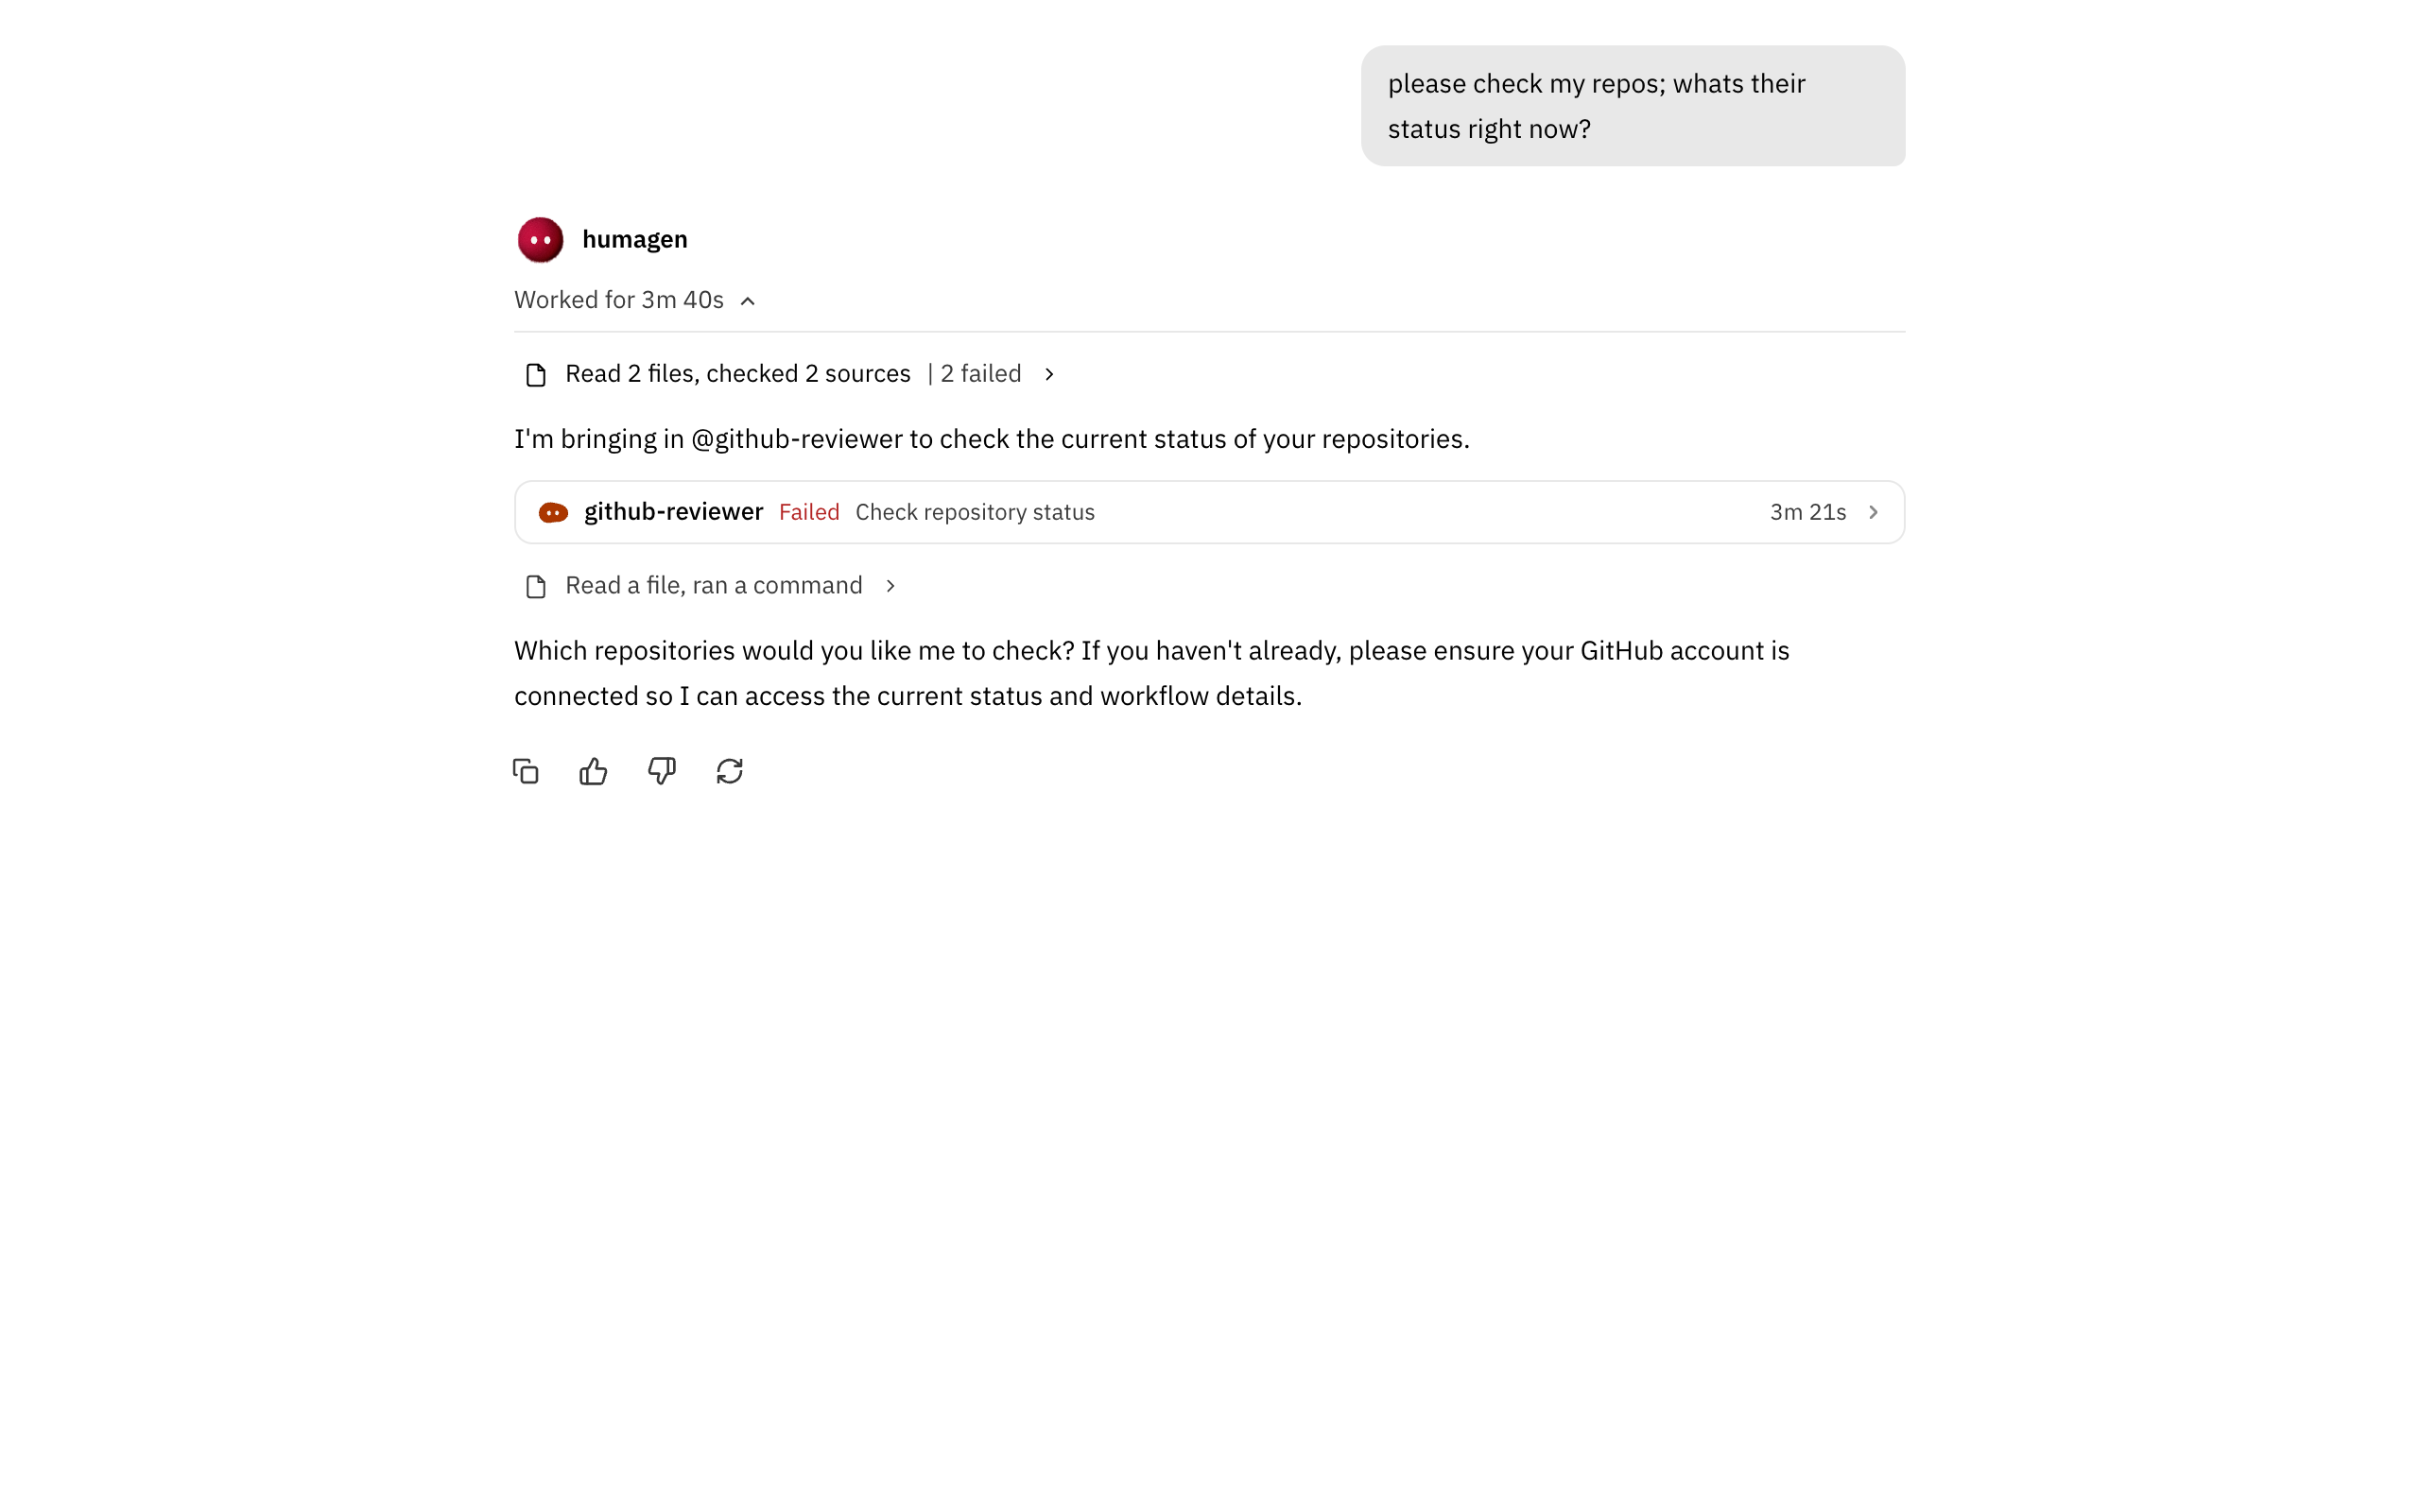 please check my repos; whats their
status right now?
humagen
Worked for 3m 40s
Read 2 files, checked 2 sources | 2 failed
I'm bringing in @github-reviewer to check the current status of your repositories.
github-reviewer Failed Check repository status 3m 21s
Read a file, ran a command
Which repositories would you like me to check? If you haven't already, please ensure your GitHub account is
connected so I can access the current status and workflow details.